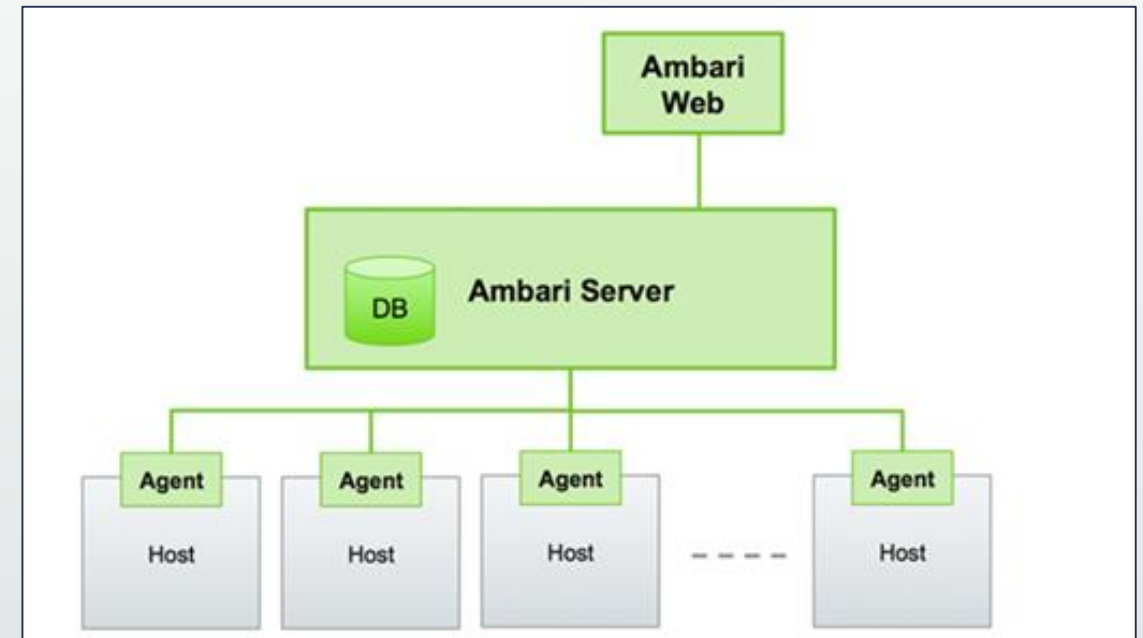 Ambari
Web
DB
Ambari Server
Agent
Agent
Agent
Agent
Host
Host
Host
Host